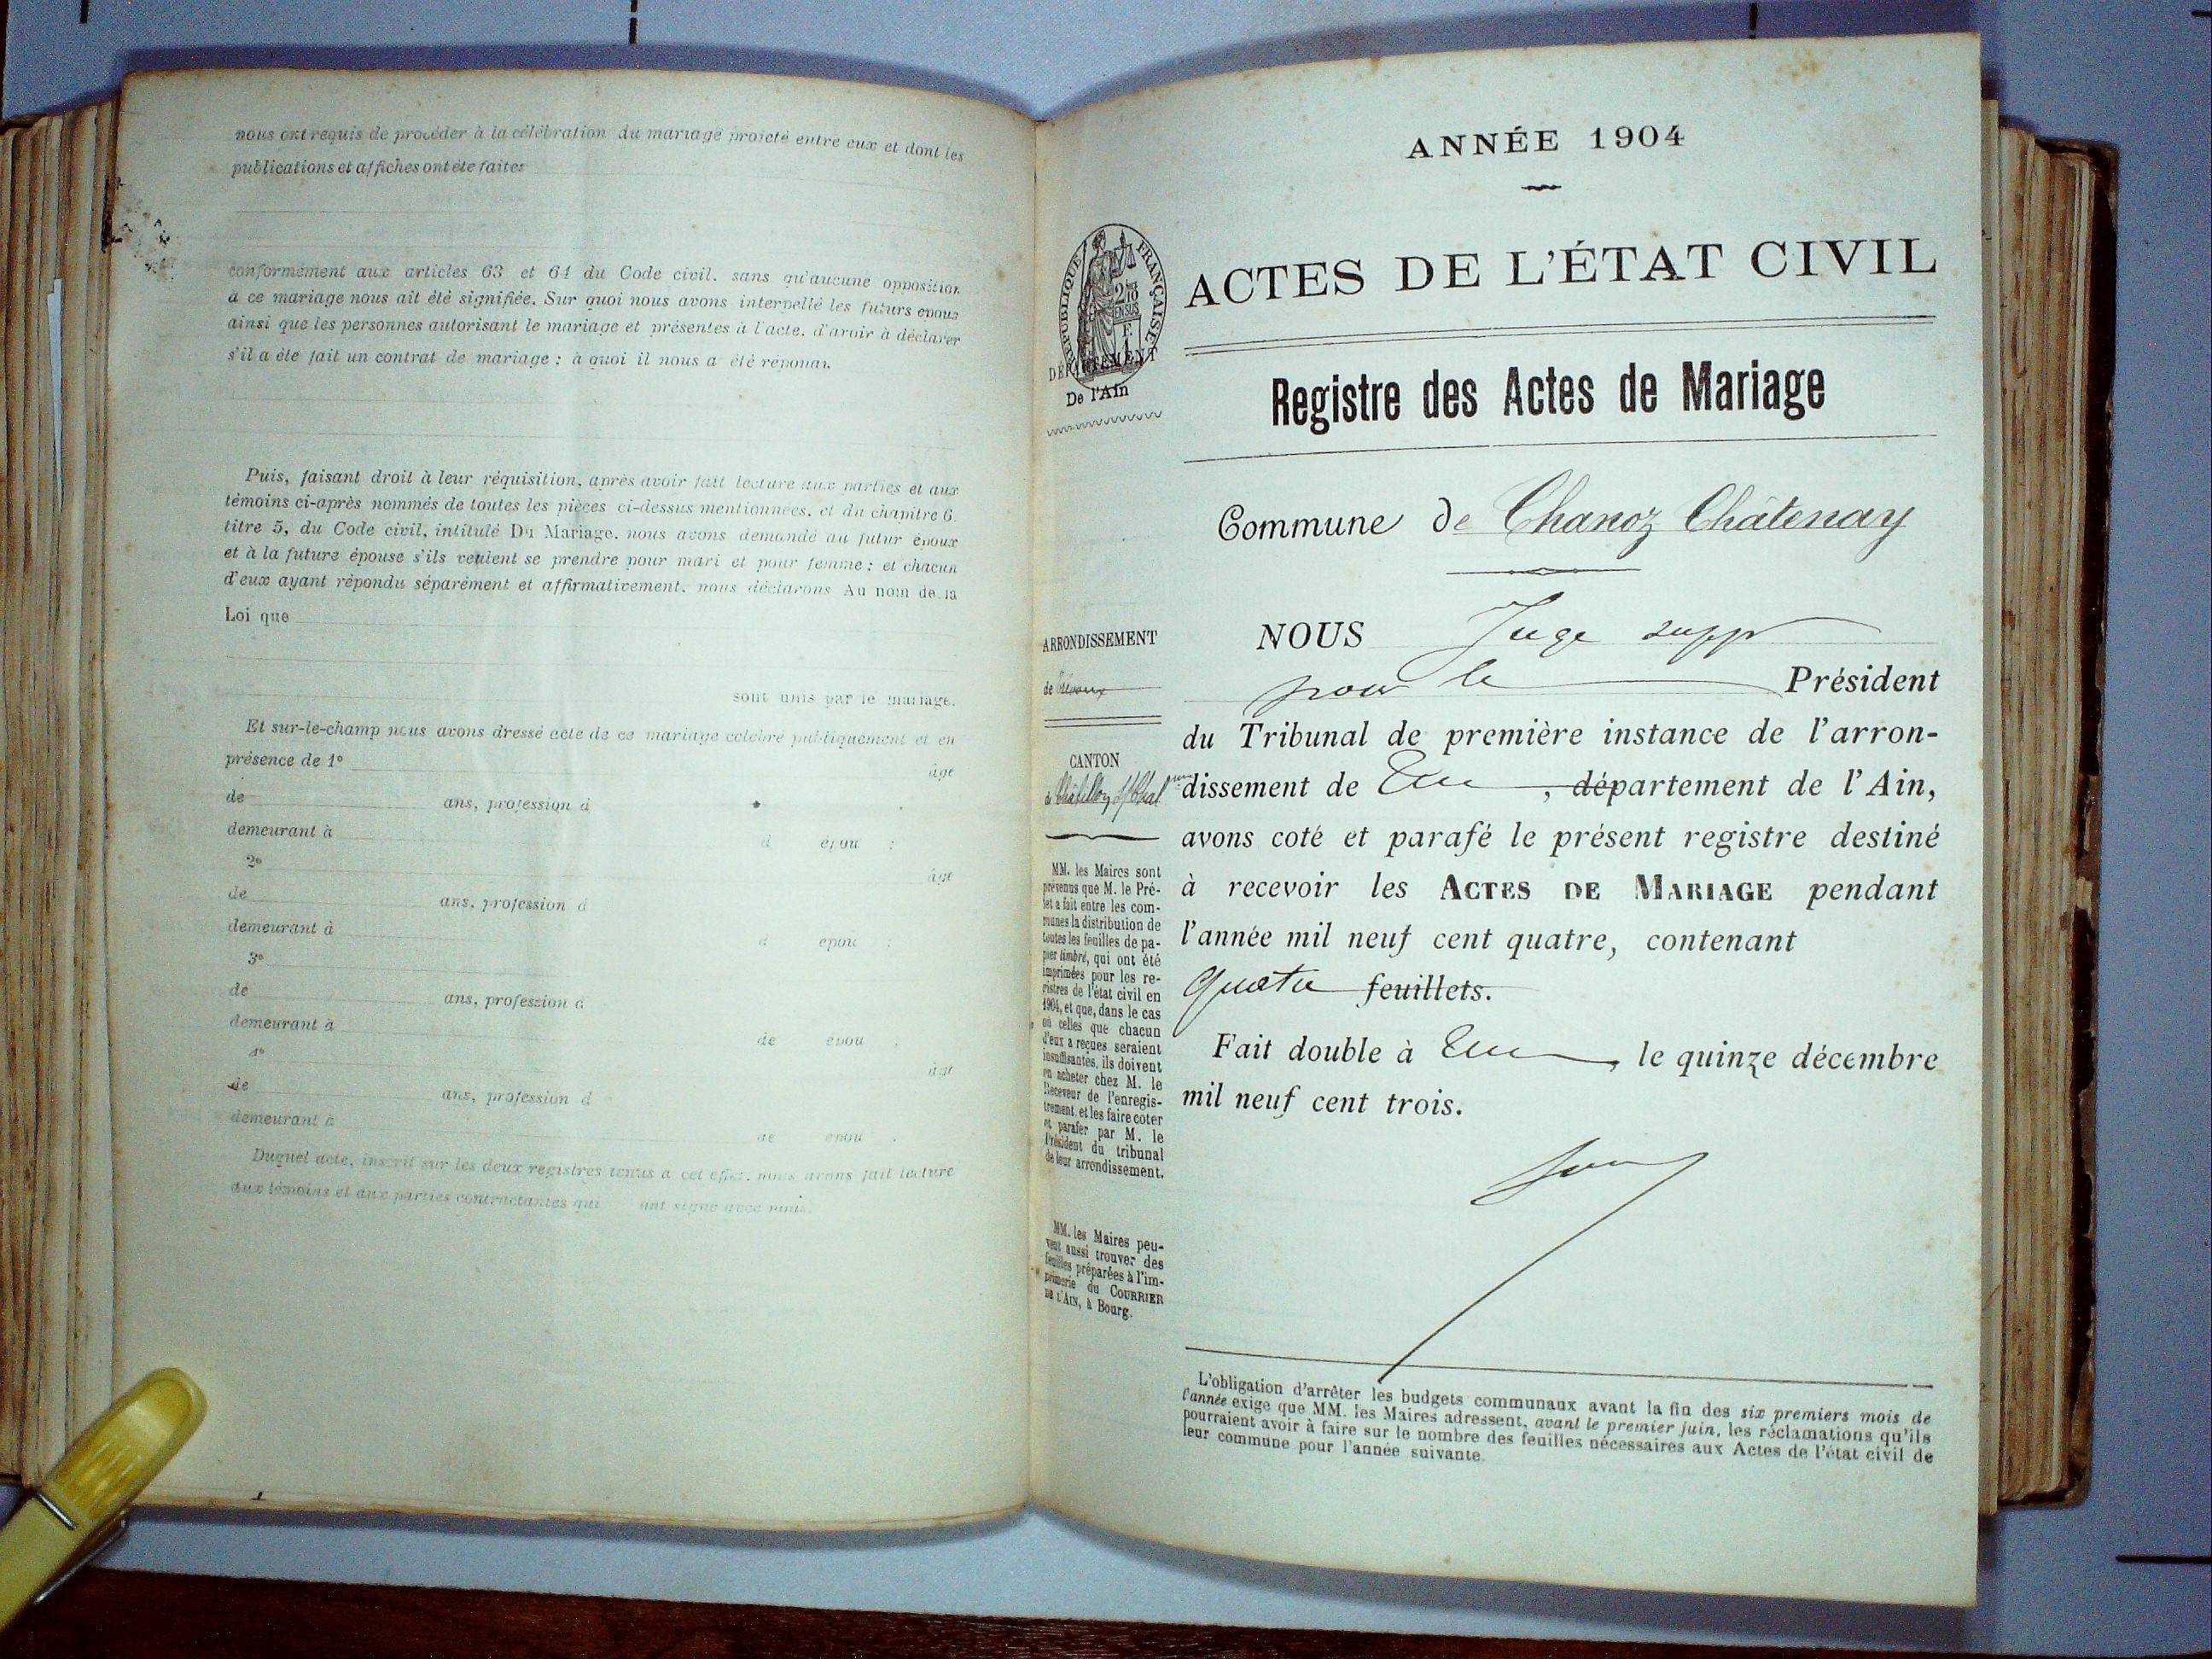 nous ont requis de procéder à la célébration du mariage projeté entre eux et dont les
publications et affiches ont été faites
conformément aux articles 63 et 64 du Code civil, sans qu'aucune opposition
à ce mariage nous ait été signifiée. Sur quoi nous avons interpellé les futurs époux
ainsi que les personnes autorisant le mariage et présentes à l'acte, d'avoir à déclarer
s'il a été fait un contrat de mariage : à quoi il nous a été répondu
Puis, faisant droit à leur réquisition, après avoir fait lecture aux parties et aux
témoins ci-après nommés de toutes les pièces ci-dessus mentionnées, et du chapitre 6,
titre 5, du Code civil, intitulé Du Mariage, nous avons demandé au futur époux
et à la future épouse s'ils veulent se prendre pour mari et pour femme : et chacun
d'eux ayant répondu séparément et affirmativement, nous déclarons Au nom de la
Loi que
sont unis par le mariage.
Et sur-le-champ nous avons dressé acte de ce mariage célébré publiquement et en
présence de 1° âgé
de ans, profession d
demeurant à d épou :
2° âgé
de ans, profession d
demeurant à d épou :
3°
de ans, profession d
demeurant à de épou
4° âgé
de ans, profession d
demeurant à de épou .
Duquel acte, inscrit sur les deux registres tenus à cet effet, nous avons fait lecture
aux témoins et aux parties contractantes qui ont signé avec nous.
ANNÉE 1904
RÉPUBLIQUE FRANÇAISE
DÉPARTEMENT
De l'Ain
ACTES DE L'ÉTAT CIVIL
Registre des Actes de Mariage
Commune de Chanoz Châtenay
ARRONDISSEMENT
de
CANTON
de Châtillon s/ Chal
MM. les Maires sont
prévenus que M. le Pré-
fet a fait entre les com-
munes la distribution de
toutes les feuilles de pa-
pier timbré, qui ont été
imprimées pour les re-
gistres de l'état civil en
1904, et que, dans le cas
où celles que chacun
d'eux a reçues seraient
insuffisantes, ils doivent
en acheter chez M. le
Receveur de l'enregis-
trement, et les faire coter
et parafer par M. le
Président du tribunal
de leur arrondissement.
MM. les Maires peu-
vent aussi trouver des
feuilles préparées à l'im-
primerie du COURRIER
DE L'AIN, à Bourg.
NOUS Juge supp
pour le Président
du Tribunal de première instance de l'arron-
dissement de , département de l'Ain,
avons coté et parafé le présent registre destiné
à recevoir les ACTES DE MARIAGE pendant
l'année mil neuf cent quatre, contenant
quatre feuillets.
Fait double à , le quinze décembre
mil neuf cent trois.
L'obligation d'arrêter les budgets communaux avant la fin des six premiers mois de
l'année exige que MM. les Maires adressent, avant le premier juin, les réclamations qu'ils
pourraient avoir à faire sur le nombre des feuilles nécessaires aux Actes de l'état civil de
leur commune pour l'année suivante.